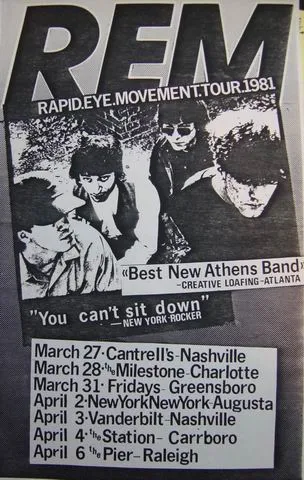 REM
RAPID.EYE.MOVEMENT.TOUR.1981
«Best New Athens Band»
-CREATIVE LOAFING-ATLANTA
"You can't sit down"
—NEW YORK ROCKER
March 27·Cantrell's-Nashville
March 28·the Milestone-Charlotte
March 31·Fridays-Greensboro
April 2·NewYorkNewYork-Augusta
April 3·Vanderbilt-Nashville
April 4·the Station-Carrboro
April 6 the Pier-Raleigh